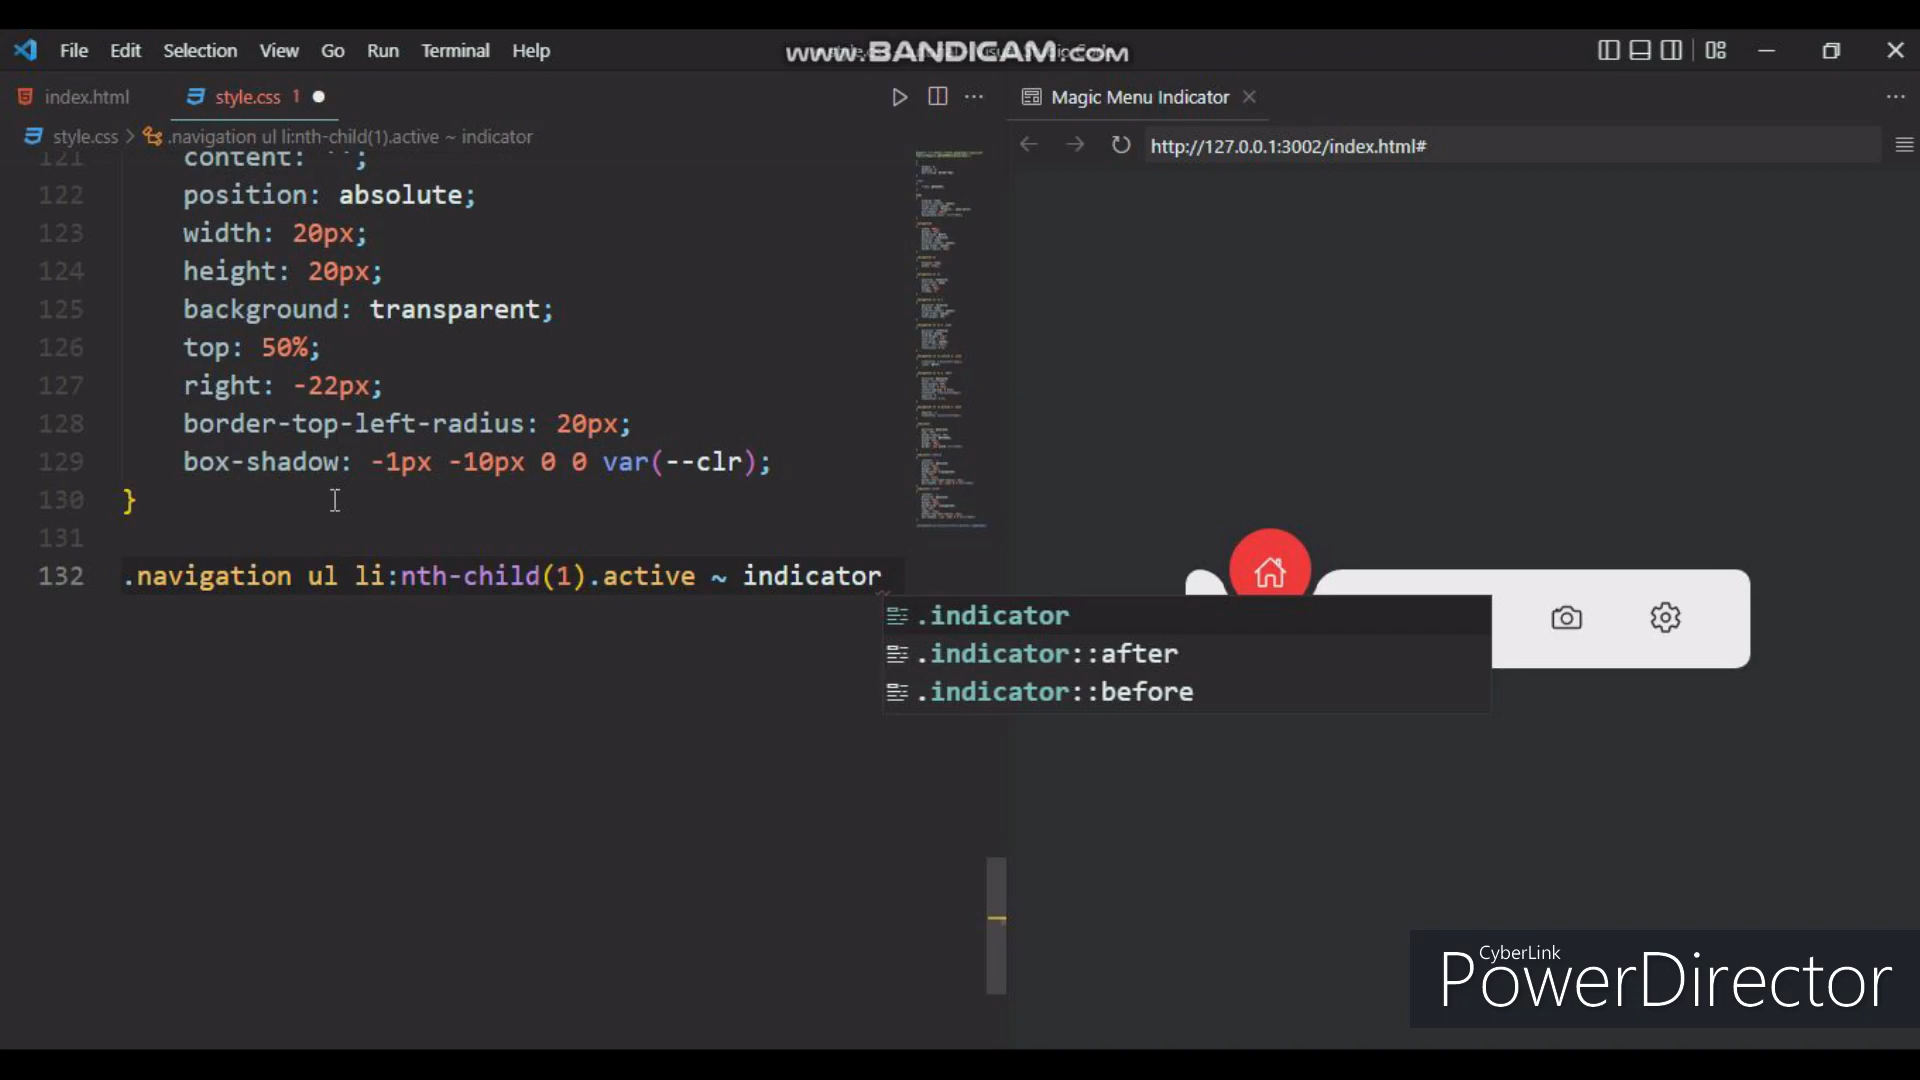 File Edit Selection View Go Run Terminal Help
www.BANDICAM.com
index.html
style.css 1
Magic Menu Indicator
style.css > .navigation ul li:nth-child(1).active ~ indicator
http://127.0.0.1:3002/index.html#
121 content: ``;
122 position: absolute;
123 width: 20px;
124 height: 20px;
125 background: transparent;
126 top: 50%;
127 right: -22px;
128 border-top-left-radius: 20px;
129 box-shadow: -1px -10px 0 0 var(--clr);
130 }
131
132 .navigation ul li:nth-child(1).active ~ indicator
.indicator
.indicator::after
.indicator::before
CyberLink
PowerDirector